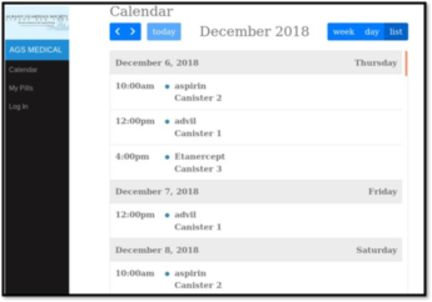 Calendar
AGS MEDICAL
Calendar
My Pills
Log In
today
December 2018
week day list
December 6, 2018 Thursday
10:00am aspirin
Canister 2
12:00pm advil
Canister 1
4:00pm Etanercept
Canister 3
December 7, 2018 Friday
12:00pm advil
Canister 1
December 8, 2018 Saturday
10:00am aspirin
Canister 2